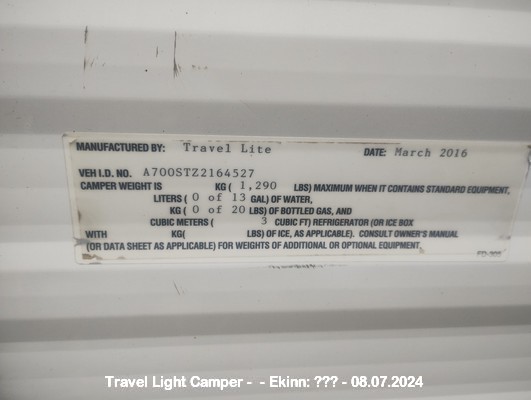 MANUFACTURED BY: Travel Lite DATE: March 2016
VEH I.D. NO. A700STZ2164527
CAMPER WEIGHT IS KG ( 1,290 LBS) MAXIMUM WHEN IT CONTAINS STANDARD EQUIPMENT,
LITERS ( 0 of 13 GAL) OF WATER,
KG ( 0 of 20 LBS) OF BOTTLED GAS, AND
CUBIC METERS ( 3 CUBIC FT) REFRIGERATOR (OR ICE BOX
WITH KG( LBS) OF ICE, AS APPLICABLE). CONSULT OWNER'S MANUAL
(OR DATA SHEET AS APPLICABLE) FOR WEIGHTS OF ADDITIONAL OR OPTIONAL EQUIPMENT
Travel Light Camper - - Ekinn: ??? - 08.07.2024